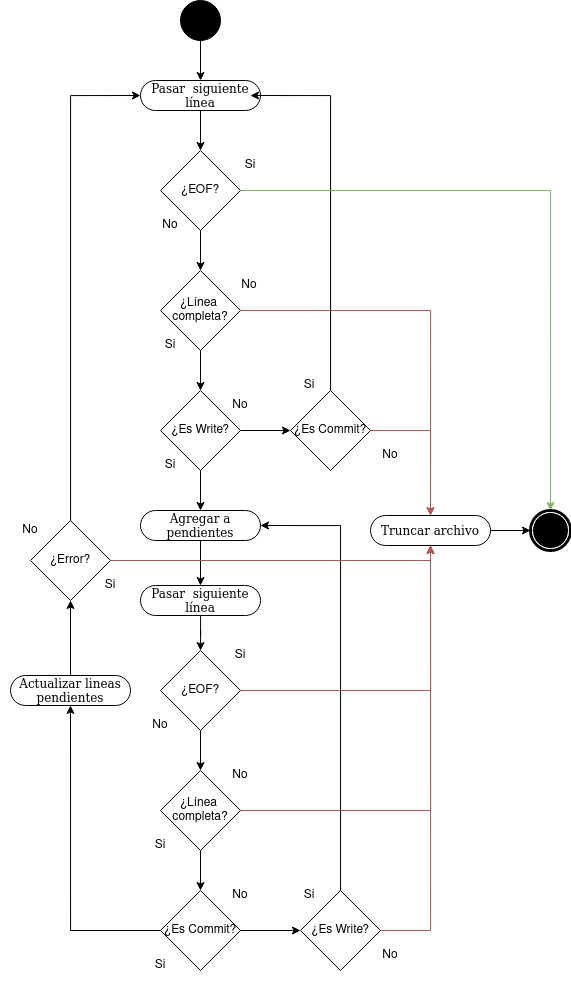 Pasar siguiente
línea
Si
¿EOF?
No
No
¿Línea
completa?
Si
Si
No
¿Es Write?
¿Es Commit?
No
Si
Agregar a
pendientes
Truncar archivo
No
¿Error?
Si
Pasar siguiente
línea
Si
Actualizar lineas
pendientes
¿EOF?
No
No
¿Línea
completa?
Si
No
Si
¿Es Commit?
¿Es Write?
No
Si